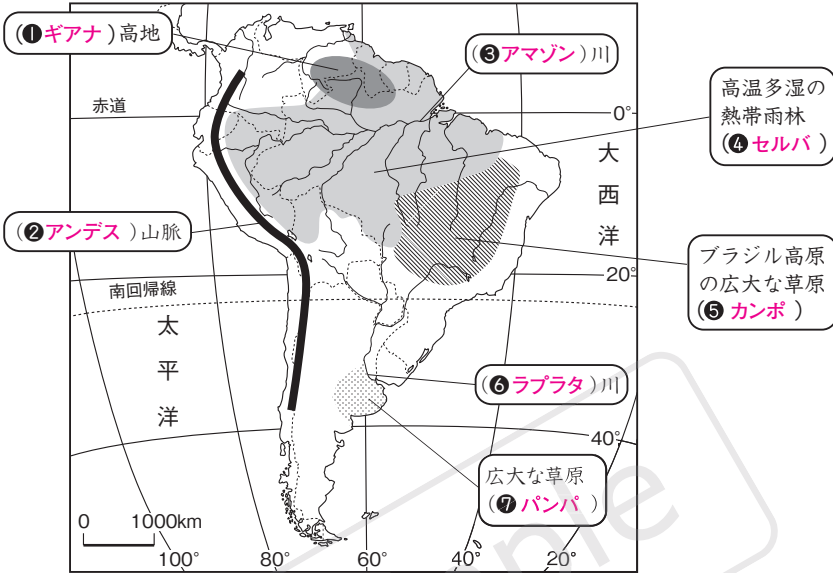 (❶ギアナ)高地
(❸アマゾン)川
高温多湿の
熱帯雨林
(❹セルバ)
赤道
0°
大西洋
(❷アンデス)山脈
ブラジル高原
の広大な草原
(❺カンポ)
20°
南回帰線
太平洋
(❻ラプラタ)川
40°
広大な草原
(❼パンパ)
0 1000km
100° 80° 60° 40° 20°